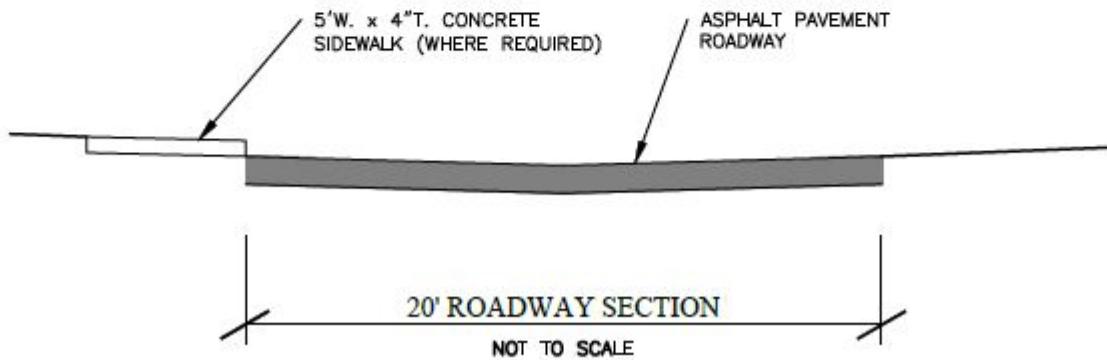 5'W. x 4"T. CONCRETE
SIDEWALK (WHERE REQUIRED)
ASPHALT PAVEMENT
ROADWAY
20' ROADWAY SECTION
NOT TO SCALE